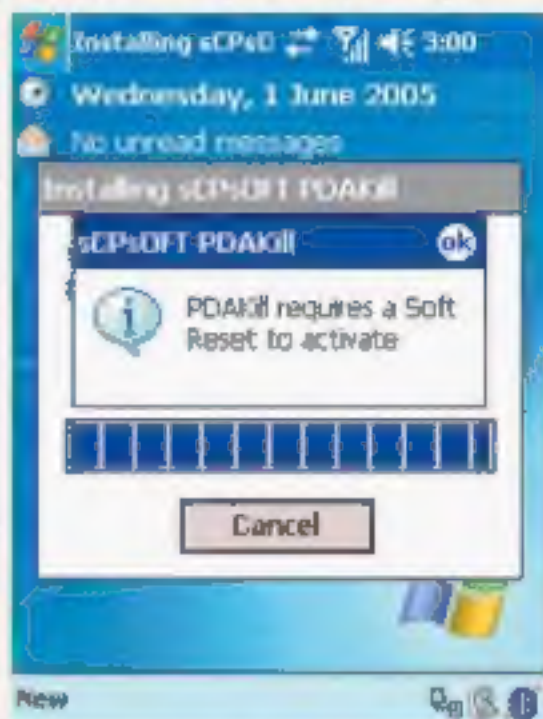 Installing sCPsO 3:00
Wednesday, 1 June 2005
No unread messages
Installing sCPsOFT PDAKill
sCPsOFT PDAKill ok
PDAKill requires a Soft
Reset to activate
Cancel
New